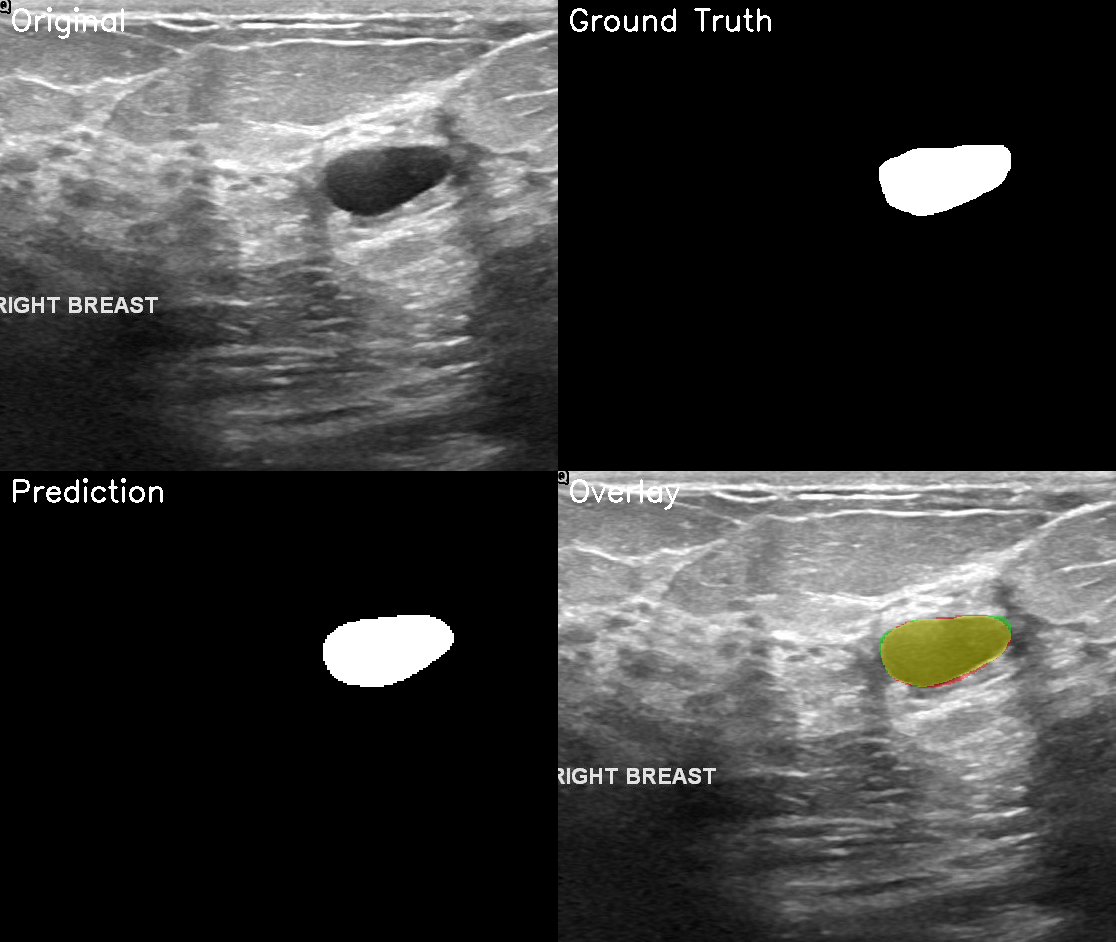 Original
Ground Truth
RIGHT BREAST
Prediction
Overlay
RIGHT BREAST